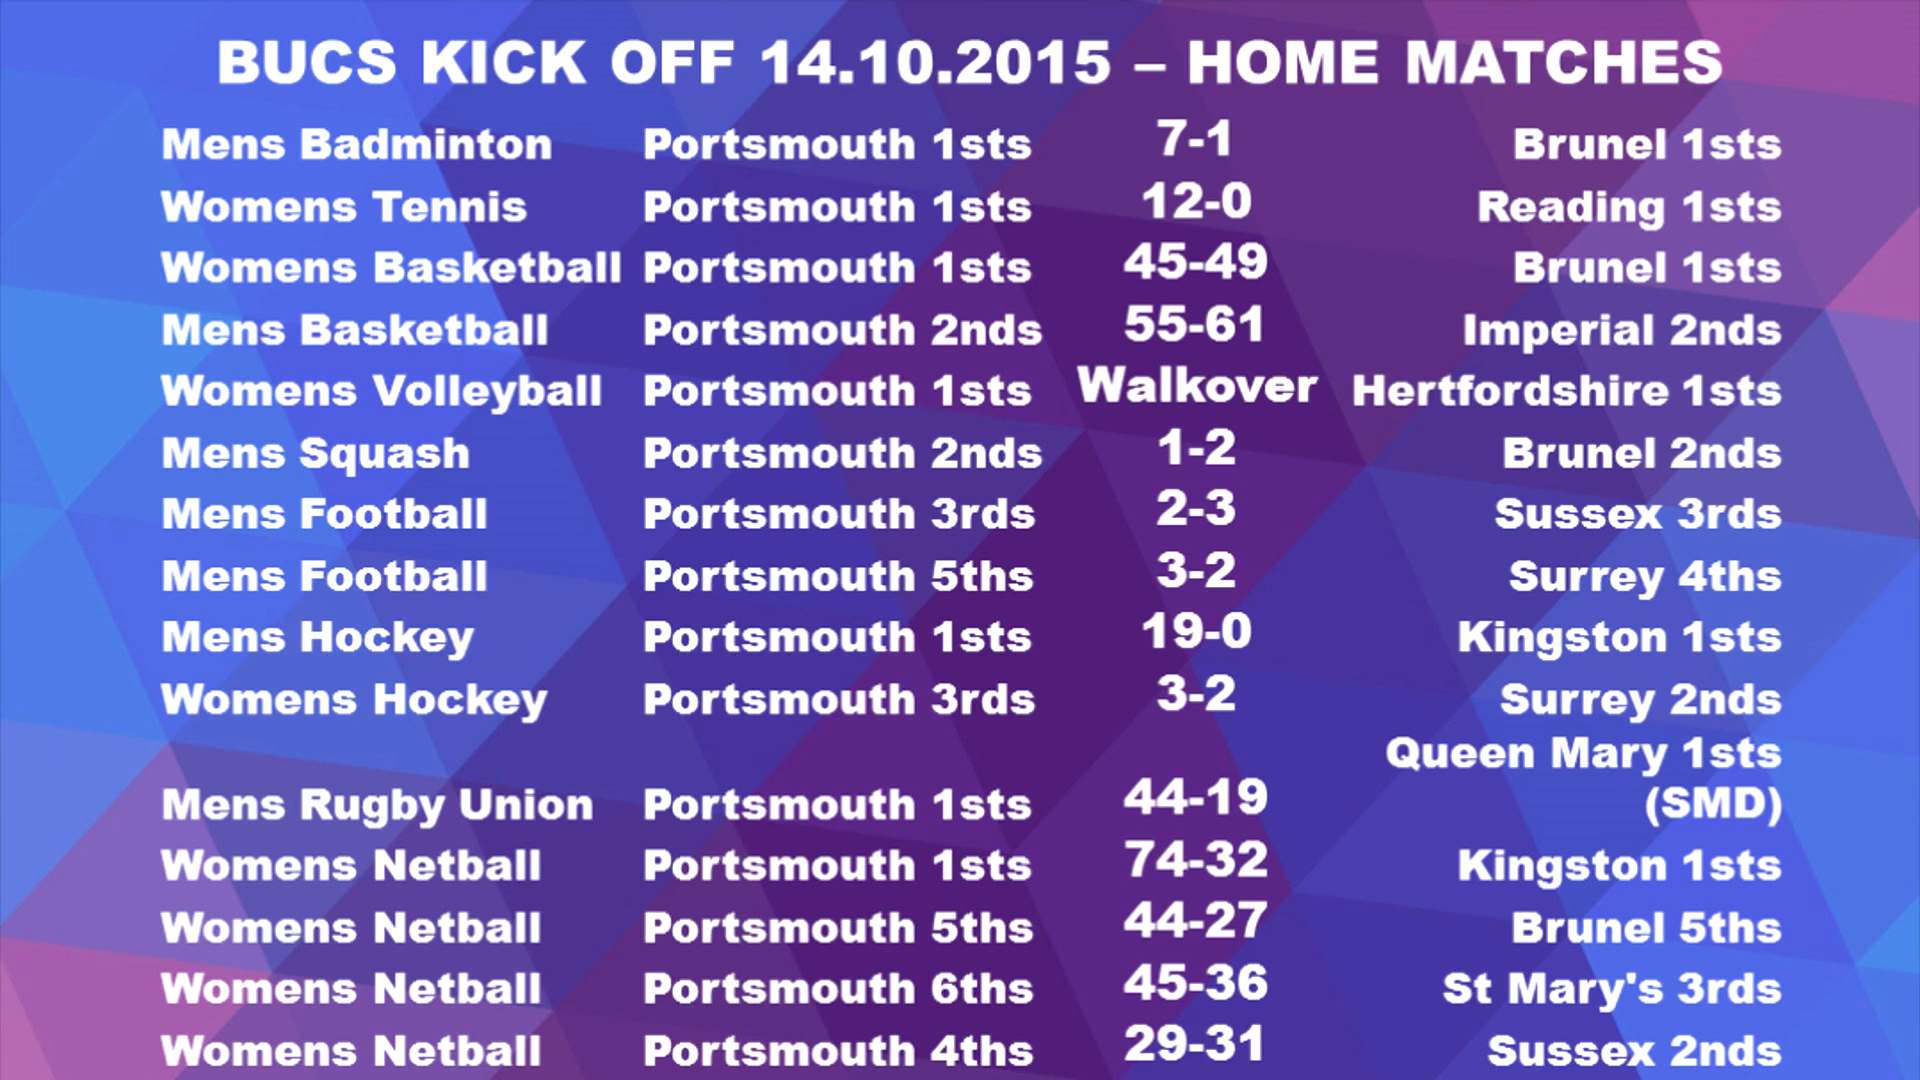 BUCS KICK OFF 14.10.2015 – HOME MATCHES
Mens Badminton Portsmouth 1sts 7-1 Brunel 1sts
Womens Tennis Portsmouth 1sts 12-0 Reading 1sts
Womens Basketball Portsmouth 1sts 45-49 Brunel 1sts
Mens Basketball Portsmouth 2nds 55-61 Imperial 2nds
Womens Volleyball Portsmouth 1sts Walkover Hertfordshire 1sts
Mens Squash Portsmouth 2nds 1-2 Brunel 2nds
Mens Football Portsmouth 3rds 2-3 Sussex 3rds
Mens Football Portsmouth 5ths 3-2 Surrey 4ths
Mens Hockey Portsmouth 1sts 19-0 Kingston 1sts
Womens Hockey Portsmouth 3rds 3-2 Surrey 2nds
Queen Mary 1sts
Mens Rugby Union Portsmouth 1sts 44-19 (SMD)
Womens Netball Portsmouth 1sts 74-32 Kingston 1sts
Womens Netball Portsmouth 5ths 44-27 Brunel 5ths
Womens Netball Portsmouth 6ths 45-36 St Mary's 3rds
Womens Netball Portsmouth 4ths 29-31 Sussex 2nds